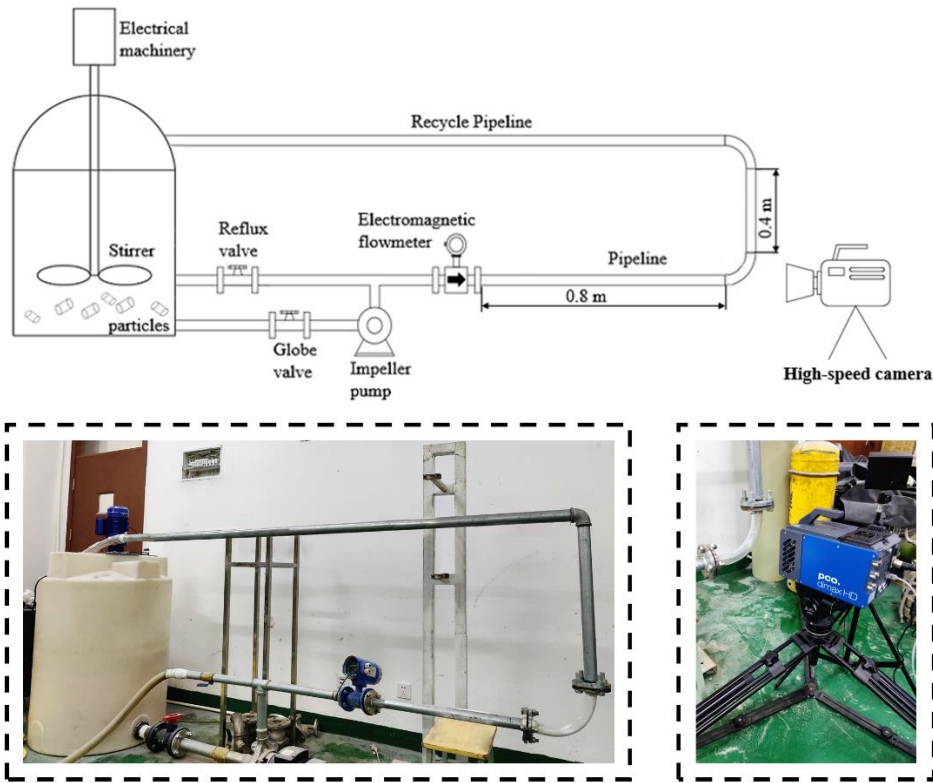 Electrical
machinery
Recycle Pipeline
0.4 m
Reflux
valve
Electromagnetic
flowmeter
Stirrer
Pipeline
0.8 m
particles
Globe
valve
Impeller
pump
High-speed camera
pco.
dimax HD